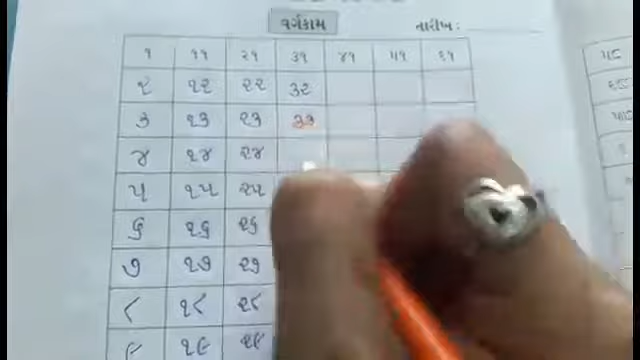 વર્ગકામ તારીખ:
૧ ૧૧ ૨૧ ૩૧ ૪૧ ૫૧ ૬૧
૨ ૧૨ ૨૨ ૩૨
૩ ૧૩ ૨૩ ૩૩
૪ ૧૪ ૨૪
૫ ૧૫ ૨૫
૬ ૧૬ ૨૬
૭ ૧૭ ૨૭
૮ ૧૮ ૨૮
૯ ૧૯ ૨૯